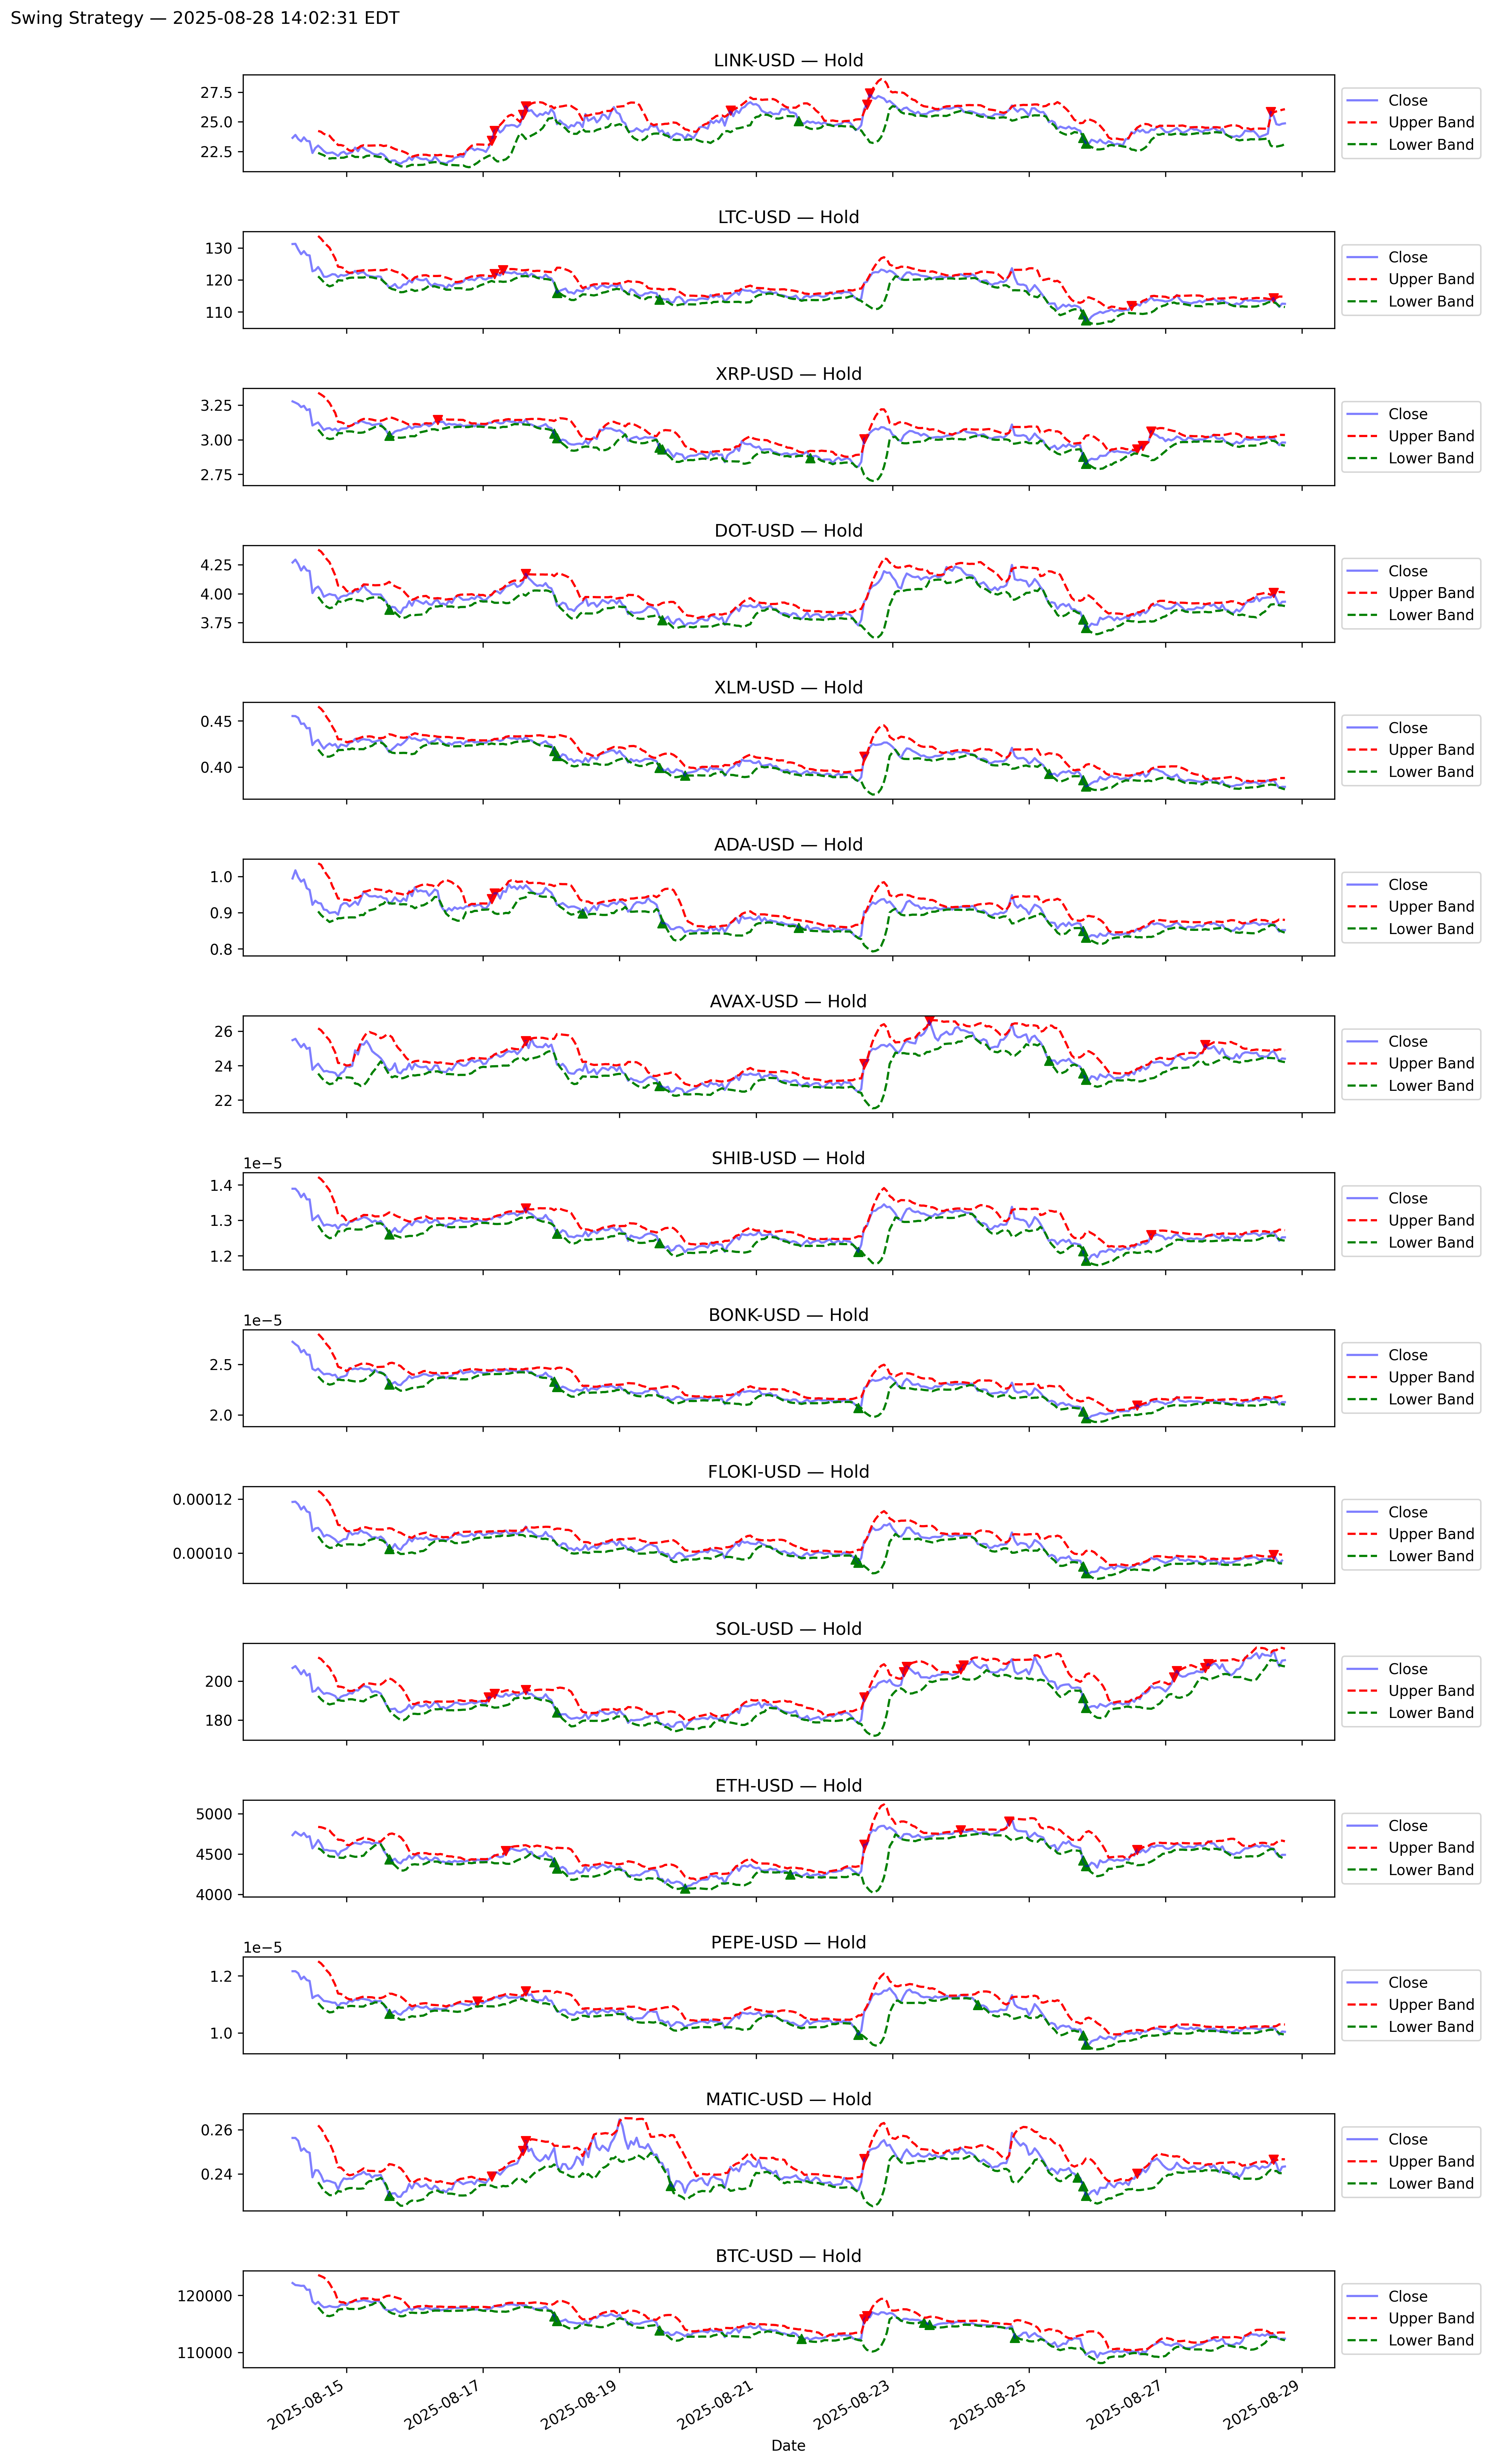 Swing Strategy — 2025-08-28 14:02:31 EDT
LINK-USD — Hold
27.5
25.0
22.5
Close
Upper Band
Lower Band
LTC-USD — Hold
130
120
110
Close
Upper Band
Lower Band
XRP-USD — Hold
3.25
3.00
2.75
Close
Upper Band
Lower Band
DOT-USD — Hold
4.25
4.00
3.75
Close
Upper Band
Lower Band
XLM-USD — Hold
0.45
0.40
Close
Upper Band
Lower Band
ADA-USD — Hold
1.0
0.9
0.8
Close
Upper Band
Lower Band
AVAX-USD — Hold
26
24
22
Close
Upper Band
Lower Band
SHIB-USD — Hold
1e−5
1.4
1.3
1.2
Close
Upper Band
Lower Band
BONK-USD — Hold
1e−5
2.5
2.0
Close
Upper Band
Lower Band
FLOKI-USD — Hold
0.00012
0.00010
Close
Upper Band
Lower Band
SOL-USD — Hold
200
180
Close
Upper Band
Lower Band
ETH-USD — Hold
5000
4500
4000
Close
Upper Band
Lower Band
PEPE-USD — Hold
1e−5
1.2
1.0
Close
Upper Band
Lower Band
MATIC-USD — Hold
0.26
0.24
Close
Upper Band
Lower Band
BTC-USD — Hold
120000
110000
Close
Upper Band
Lower Band
2025-08-15
2025-08-17
2025-08-19
2025-08-21
2025-08-23
2025-08-25
2025-08-27
2025-08-29
Date